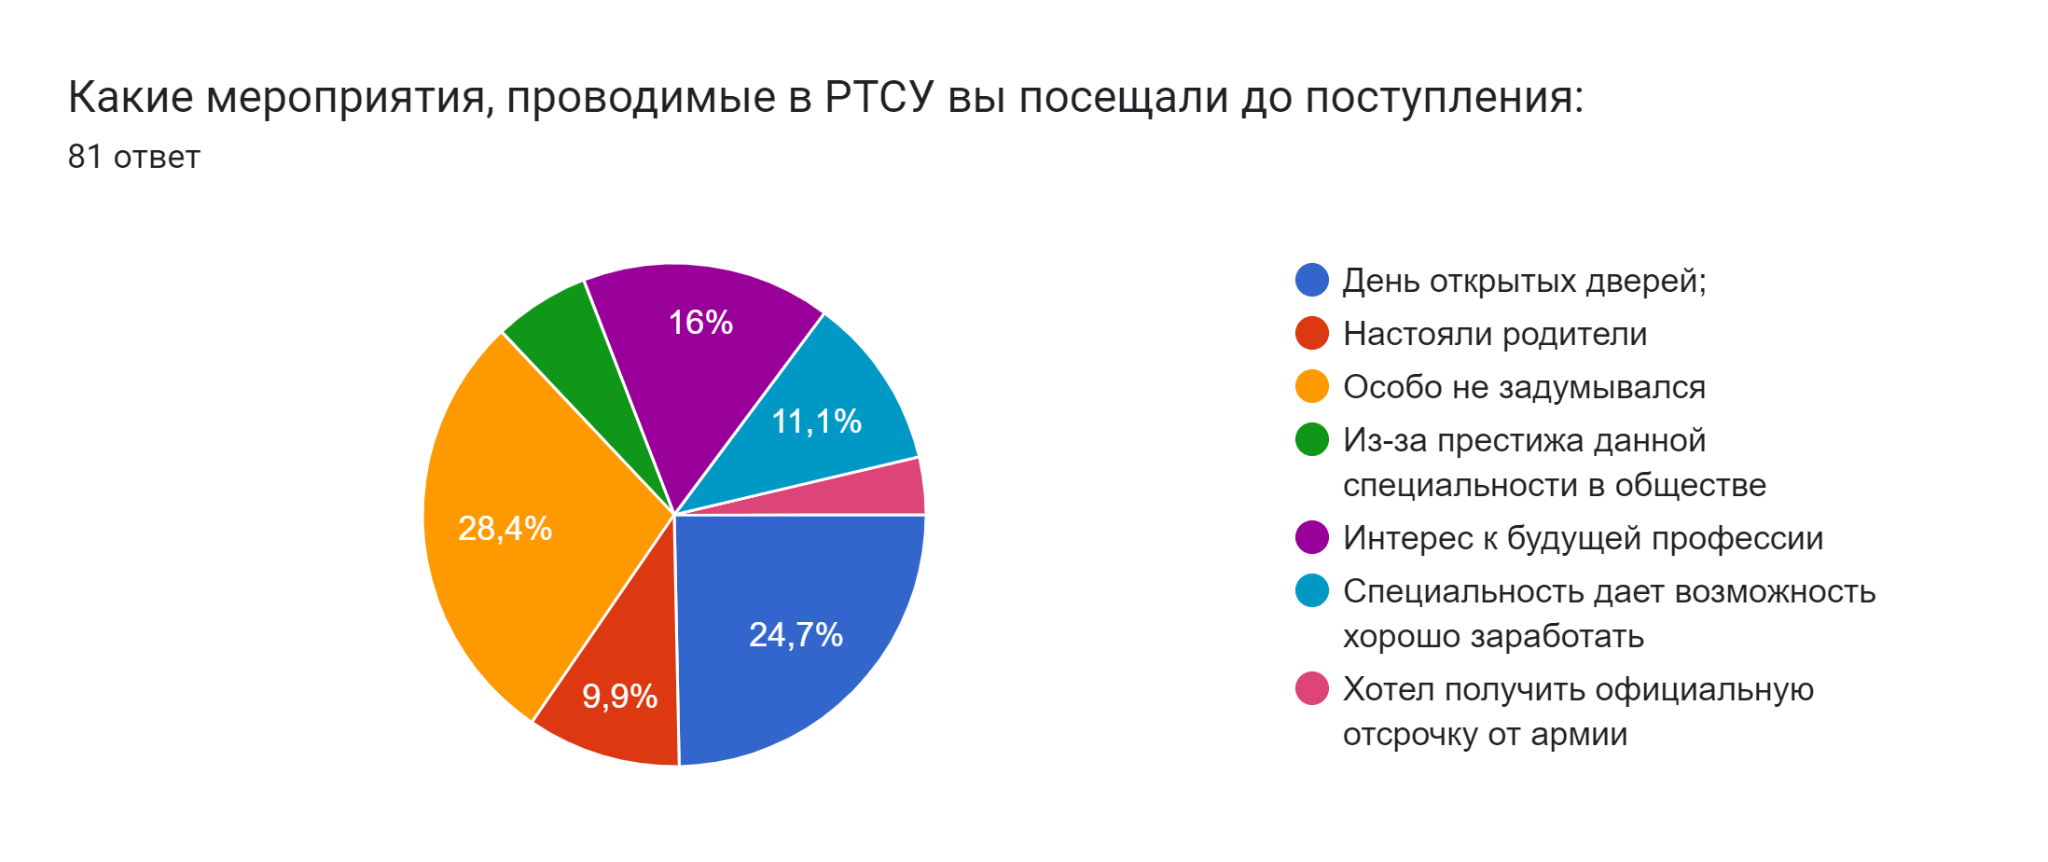 Какие мероприятия, проводимые в РТСУ вы посещали до поступления:
81 ответ
16%
11,1%
28,4%
24,7%
9,9%
День открытых дверей;
Настояли родители
Особо не задумывался
Из-за престижа данной
специальности в обществе
Интерес к будущей профессии
Специальность дает возможность
хорошо заработать
Хотел получить официальную
отсрочку от армии